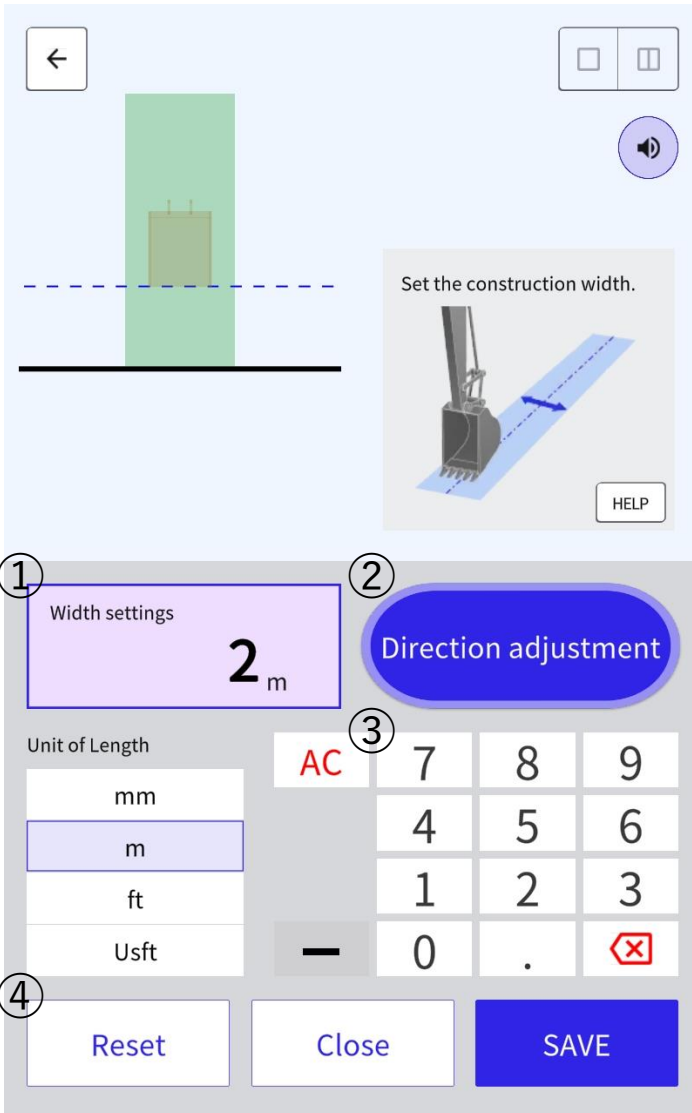 Set the construction width.
HELP
①
②
Width settings
2 m
Direction adjustment
Unit of Length
③
AC 7 8 9
mm
4 5 6
m
1 2 3
ft
0 .
Usft
④
Reset Close SAVE